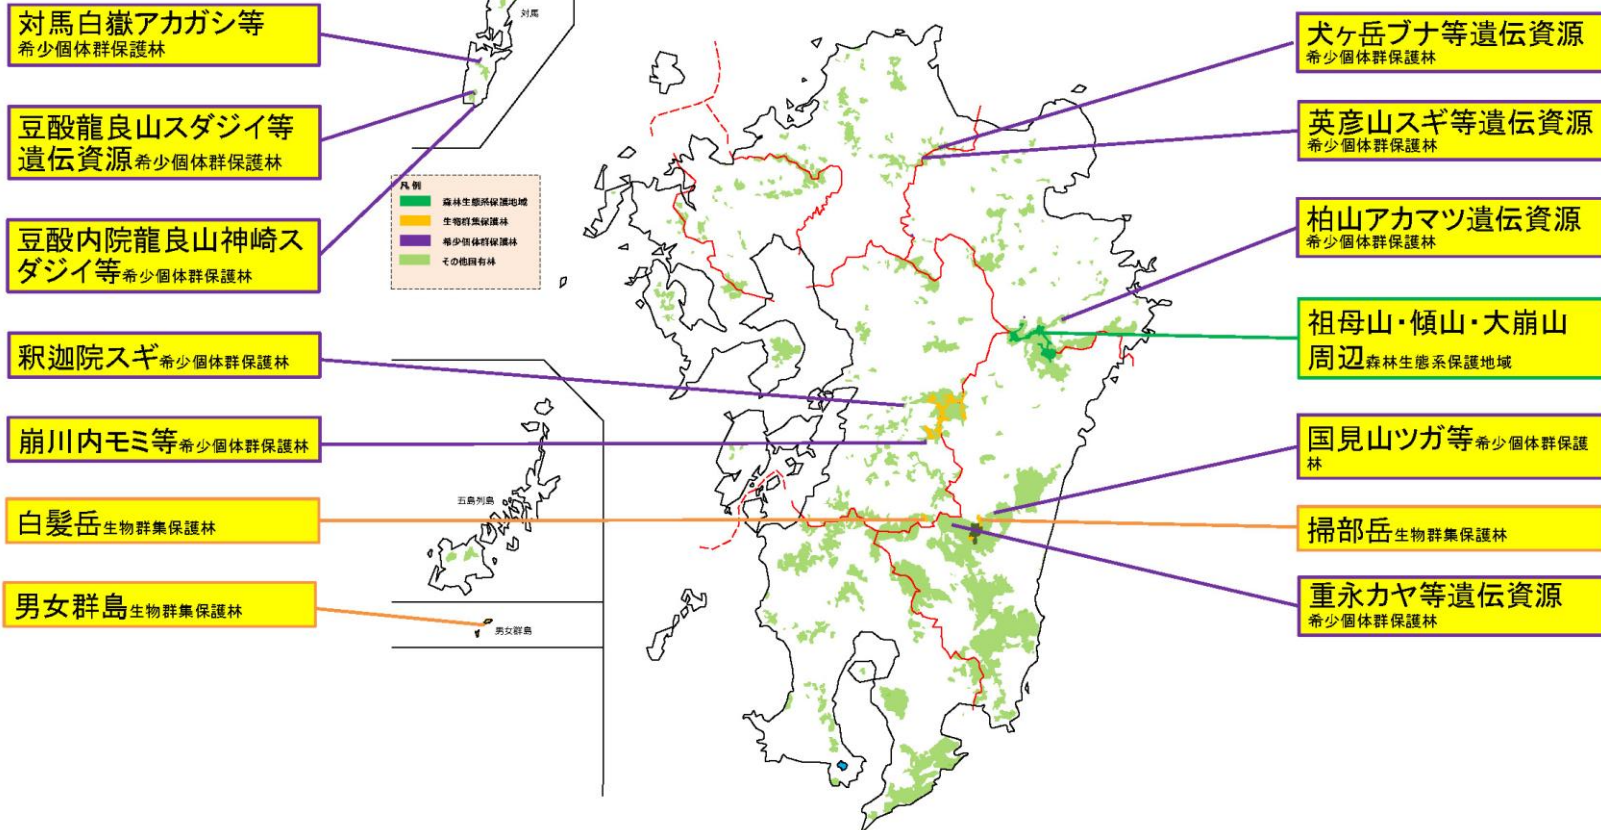 対馬白嶽アカガシ等
希少個体群保護林
豆酘龍良山スダジイ等
遺伝資源希少個体群保護林
豆酘内院龍良山神崎ス
ダジイ等希少個体群保護林
釈迦院スギ希少個体群保護林
崩川内モミ等希少個体群保護林
白髪岳生物群集保護林
男女群島生物群集保護林
対馬
凡例
森林生態系保護地域
生物群集保護林
希少個体群保護林
その他国有林
五島列島
男女群島
犬ヶ岳ブナ等遺伝資源
希少個体群保護林
英彦山スギ等遺伝資源
希少個体群保護林
柏山アカマツ遺伝資源
希少個体群保護林
祖母山・傾山・大崩山
周辺森林生態系保護地域
国見山ツガ等希少個体群保護
林
掃部岳生物群集保護林
重永カヤ等遺伝資源
希少個体群保護林